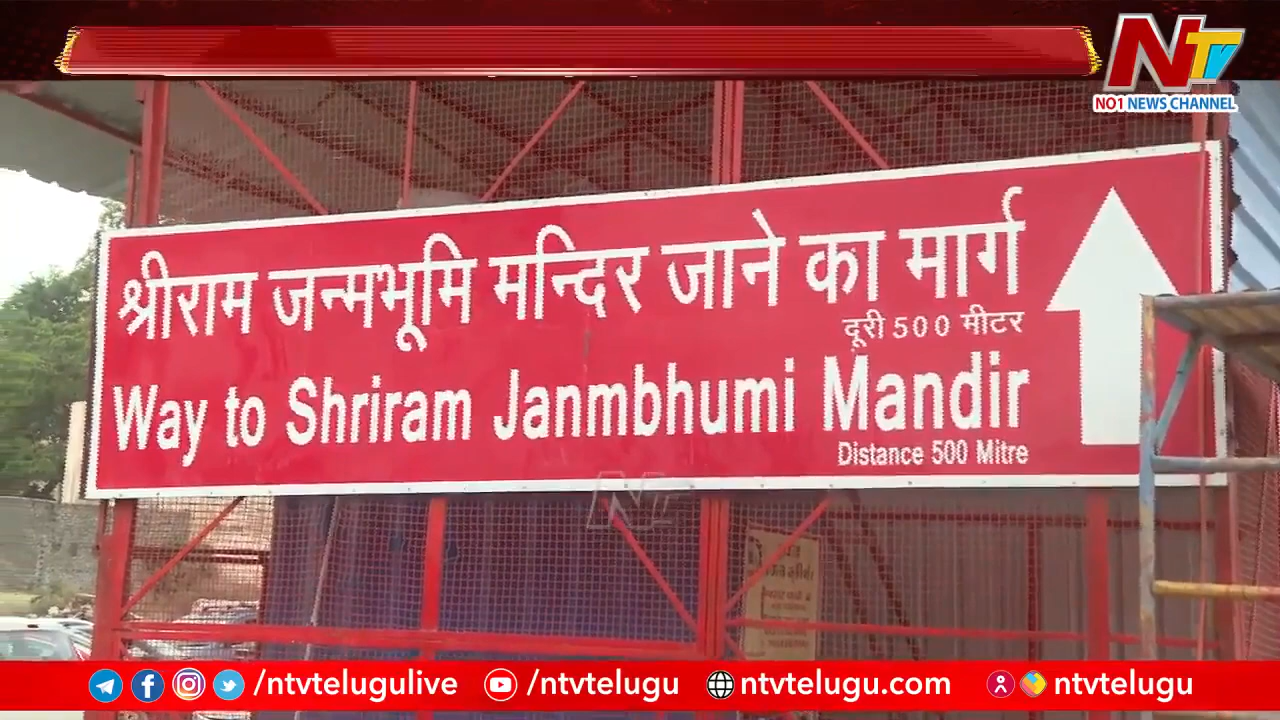 NTV
NO1 NEWS CHANNEL
श्रीराम जन्मभूमि मन्दिर जाने का मार्ग
दूरी 500 मीटर
Way to Shriram Janmbhumi Mandir
Distance 500 Mitre
/ntvtelugulive /ntvtelugu ntvtelugu.com ntvtelugu